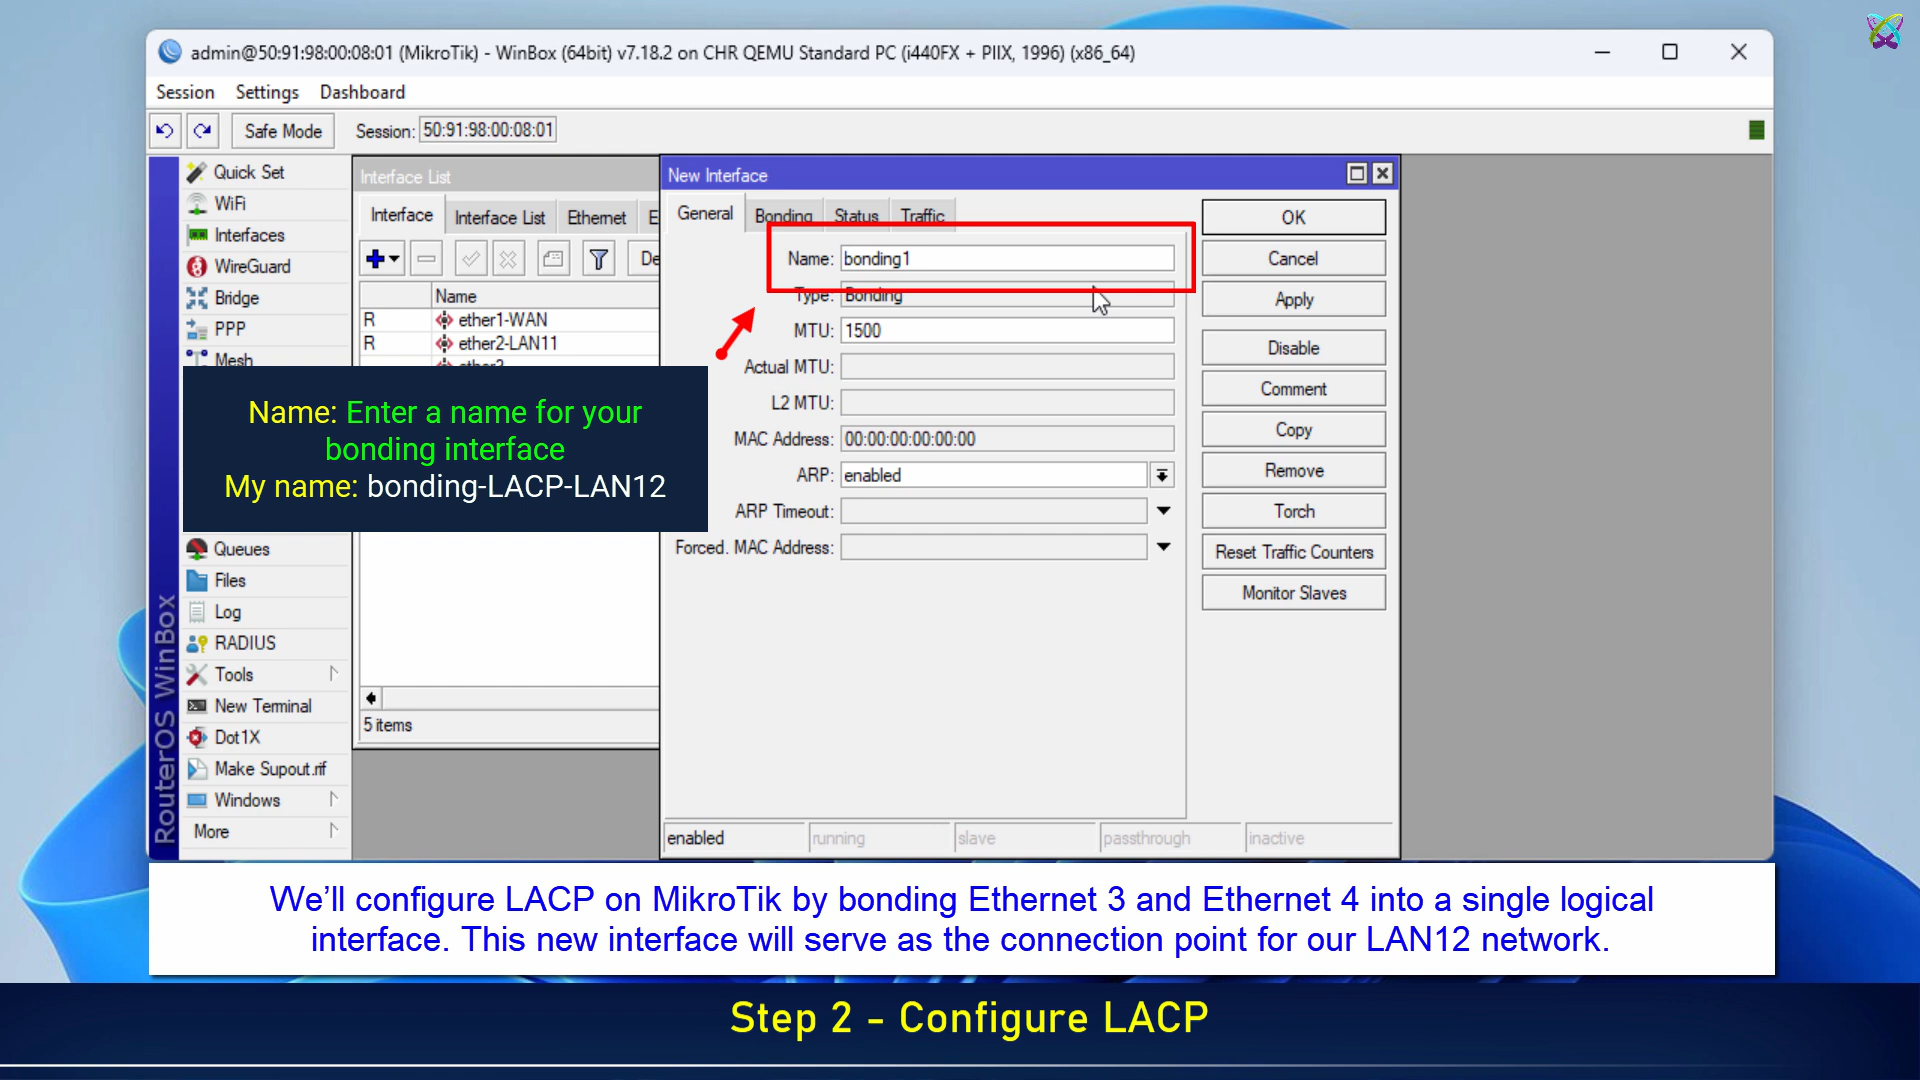 admin@50:91:98:00:08:01 (MikroTik) - WinBox (64bit) v7.18.2 on CHR QEMU Standard PC (i440FX + PIIX, 1996) (x86_64)
Session Settings Dashboard
Safe Mode Session: 50:91:98:00:08:01
Quick Set
WiFi
Interfaces
WireGuard
Bridge
PPP
Mesh
Queues
Files
Log
RADIUS
Tools
New Terminal
Dot1X
Make Supout.rif
Windows
More
RouterOS WinBox
Interface List
Interface Interface List Ethernet
Name
R ether1-WAN
R ether2-LAN11
5 items
New Interface
General Bonding Status Traffic
Name: bonding1
Type: Bonding
MTU: 1500
Actual MTU:
L2 MTU:
MAC Address: 00:00:00:00:00:00
ARP: enabled
ARP Timeout:
Forced. MAC Address:
OK
Cancel
Apply
Disable
Comment
Copy
Remove
Torch
Reset Traffic Counters
Monitor Slaves
enabled running slave passthrough inactive
Name: Enter a name for your
bonding interface
My name: bonding-LACP-LAN12
We’ll configure LACP on MikroTik by bonding Ethernet 3 and Ethernet 4 into a single logical
interface. This new interface will serve as the connection point for our LAN12 network.
Step 2 - Configure LACP